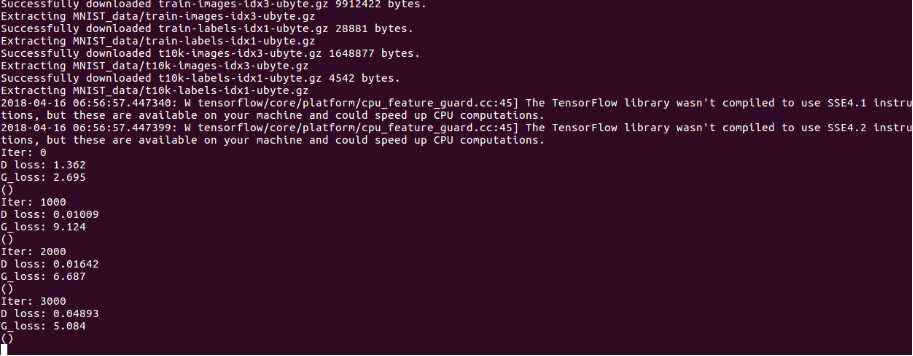 Successfully downloaded train-images-idx3-ubyte.gz 9912422 bytes.
Extracting MNIST_data/train-images-idx3-ubyte.gz
Successfully downloaded train-labels-idx1-ubyte.gz 28881 bytes.
Extracting MNIST_data/train-labels-idx1-ubyte.gz
Successfully downloaded t10k-images-idx3-ubyte.gz 1648877 bytes.
Extracting MNIST_data/t10k-images-idx3-ubyte.gz
Successfully downloaded t10k-labels-idx1-ubyte.gz 4542 bytes.
Extracting MNIST_data/t10k-labels-idx1-ubyte.gz
2018-04-16 06:56:57.447340: W tensorflow/core/platform/cpu_feature_guard.cc:45] The TensorFlow library wasn't compiled to use SSE4.1 instru
tions, but these are available on your machine and could speed up CPU computations.
2018-04-16 06:56:57.447399: W tensorflow/core/platform/cpu_feature_guard.cc:45] The TensorFlow library wasn't compiled to use SSE4.2 instru
tions, but these are available on your machine and could speed up CPU computations.
Iter: 0
D loss: 1.362
G_loss: 2.695
()
Iter: 1000
D loss: 0.01009
G_loss: 9.124
()
Iter: 2000
D loss: 0.01642
G_loss: 6.687
()
Iter: 3000
D loss: 0.04893
G_loss: 5.084
()